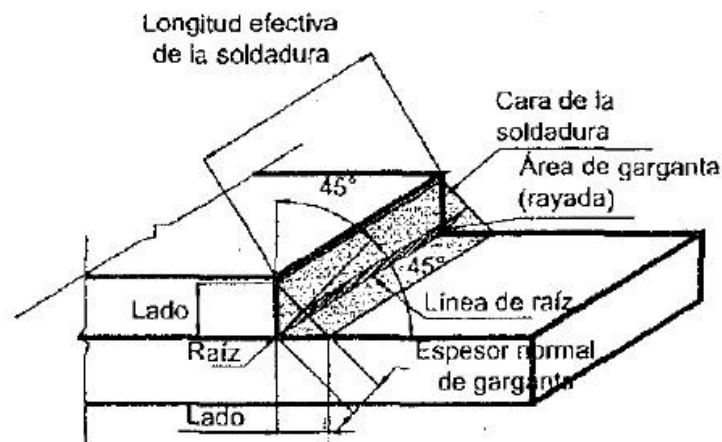 Longitud efectiva
de la soldadura
Cara de la
soldadura
Área de garganta
(rayada)
45°
45°
Lado
Línea de raíz
Raíz
Espesor normal
de garganta
Lado